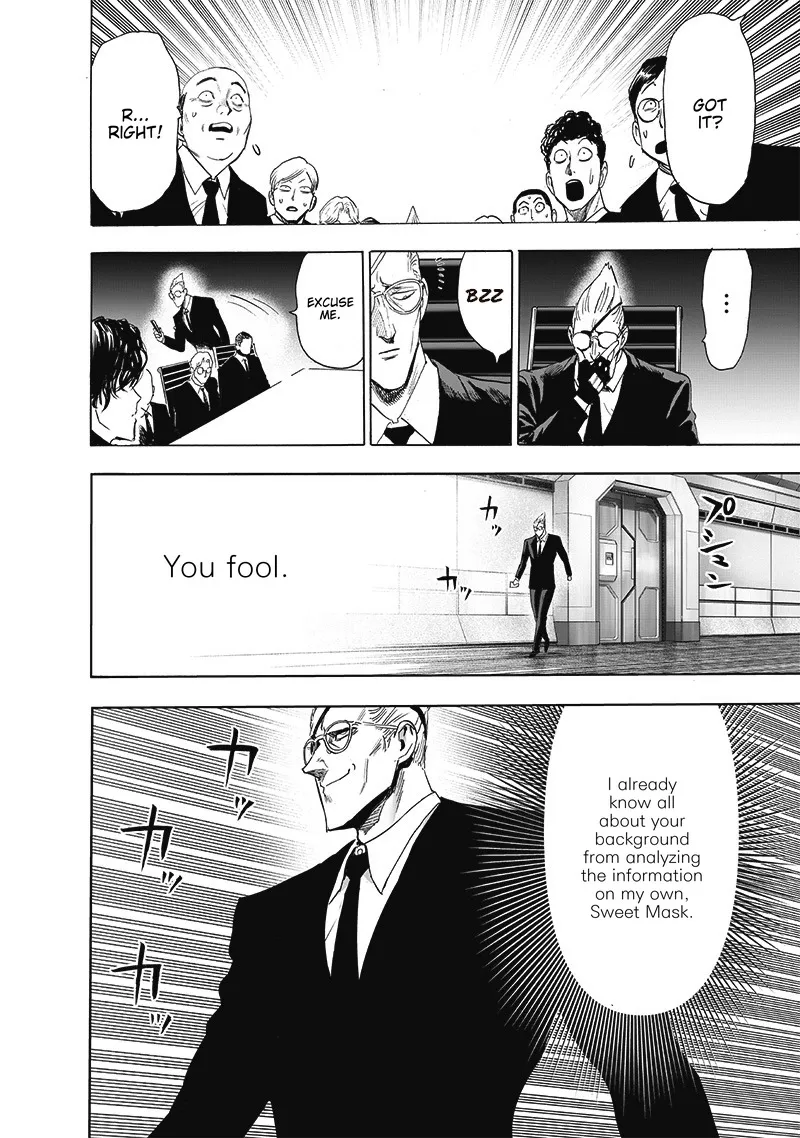 GOT
IT?
R...
RIGHT!
...
BZZ
EXCUSE
ME.
プシュン
カッ
カッ
You fool.
I already
know all
about your
background
from analyzing
the information
on my own,
Sweet Mask.
カッ
カッ
カッ